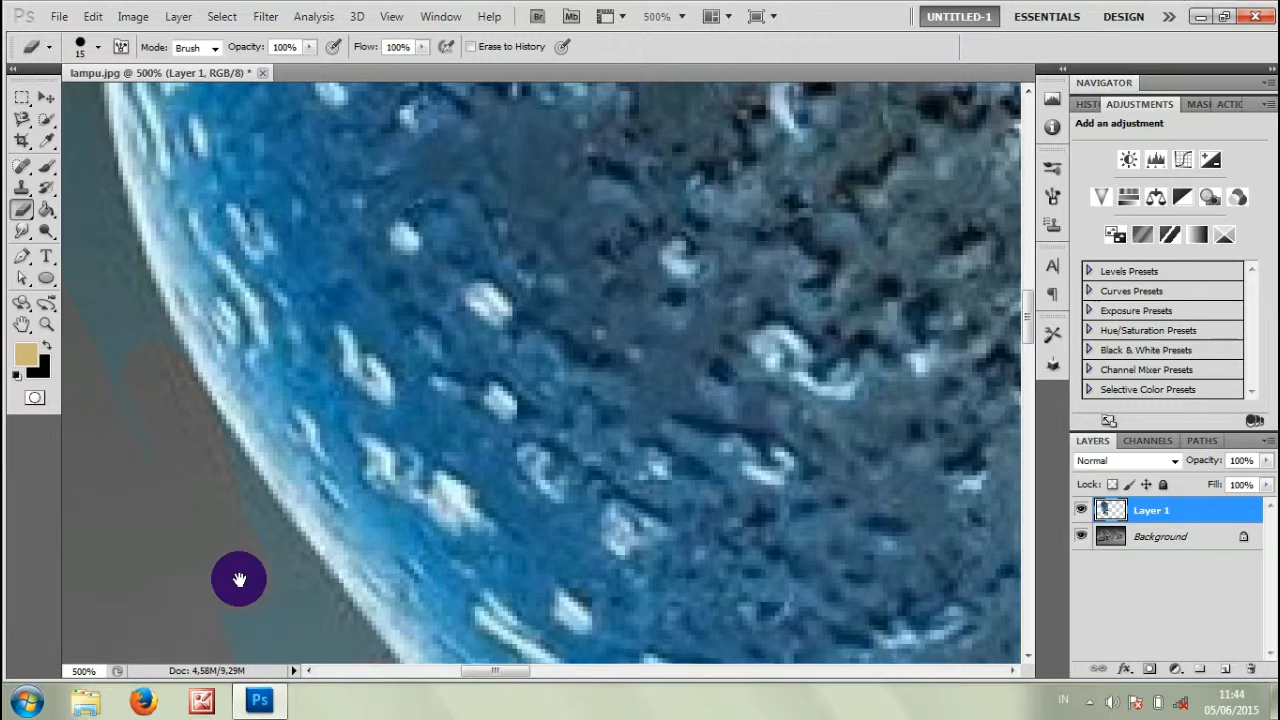 Ps File Edit Image Layer Select Filter Analysis 3D View Window Help Br Mb 500% UNTITLED-1 ESSENTIALS DESIGN
15 Mode: Brush Opacity: 100% Flow: 100% Erase to History
lampu.jpg @ 500% (Layer 1, RGB/8) *
NAVIGATOR
HIST ADJUSTMENTS MASI ACTIC
Add an adjustment
Levels Presets
Curves Presets
Exposure Presets
Hue/Saturation Presets
Black & White Presets
Channel Mixer Presets
Selective Color Presets
LAYERS CHANNELS PATHS
Normal Opacity: 100%
Lock: Fill: 100%
Layer 1
Background
500% Doc: 4,58M/9,29M
Ps IN 11:44
05/06/2015